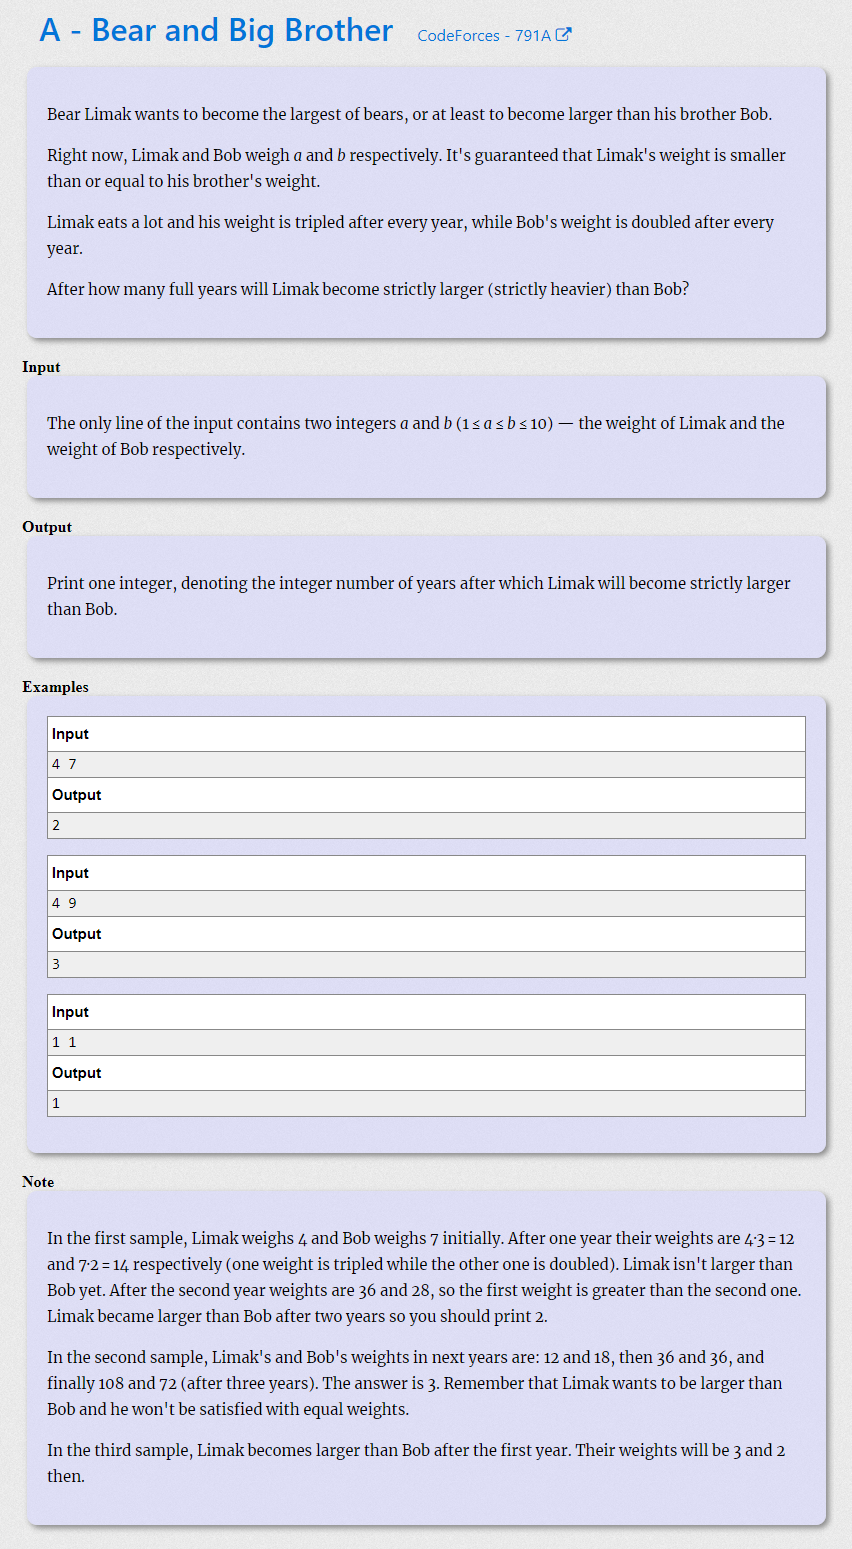 A - Bear and Big Brother CodeForces - 791A
Bear Limak wants to become the largest of bears, or at least to become larger than his brother Bob.
Right now, Limak and Bob weigh a and b respectively. It's guaranteed that Limak's weight is smaller
than or equal to his brother's weight.
Limak eats a lot and his weight is tripled after every year, while Bob's weight is doubled after every
year.
After how many full years will Limak become strictly larger (strictly heavier) than Bob?
Input
The only line of the input contains two integers a and b (1 ≤ a ≤ b ≤ 10) — the weight of Limak and the
weight of Bob respectively.
Output
Print one integer, denoting the integer number of years after which Limak will become strictly larger
than Bob.
Examples
Input
4 7
Output
2
Input
4 9
Output
3
Input
1 1
Output
1
Note
In the first sample, Limak weighs 4 and Bob weighs 7 initially. After one year their weights are 4·3 = 12
and 7·2 = 14 respectively (one weight is tripled while the other one is doubled). Limak isn't larger than
Bob yet. After the second year weights are 36 and 28, so the first weight is greater than the second one.
Limak became larger than Bob after two years so you should print 2.
In the second sample, Limak's and Bob's weights in next years are: 12 and 18, then 36 and 36, and
finally 108 and 72 (after three years). The answer is 3. Remember that Limak wants to be larger than
Bob and he won't be satisfied with equal weights.
In the third sample, Limak becomes larger than Bob after the first year. Their weights will be 3 and 2
then.